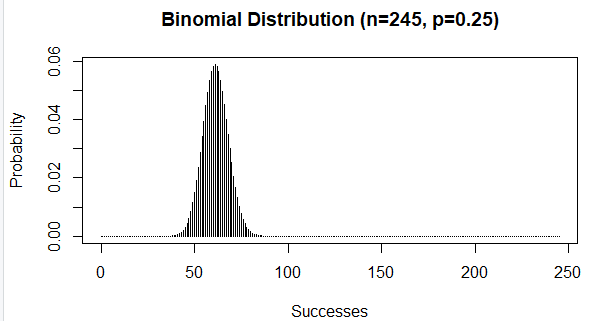 Binomial Distribution (n=245, p=0.25)
Probability
0.06
0.04
0.02
0.00
0 50 100 150 200 250
Successes